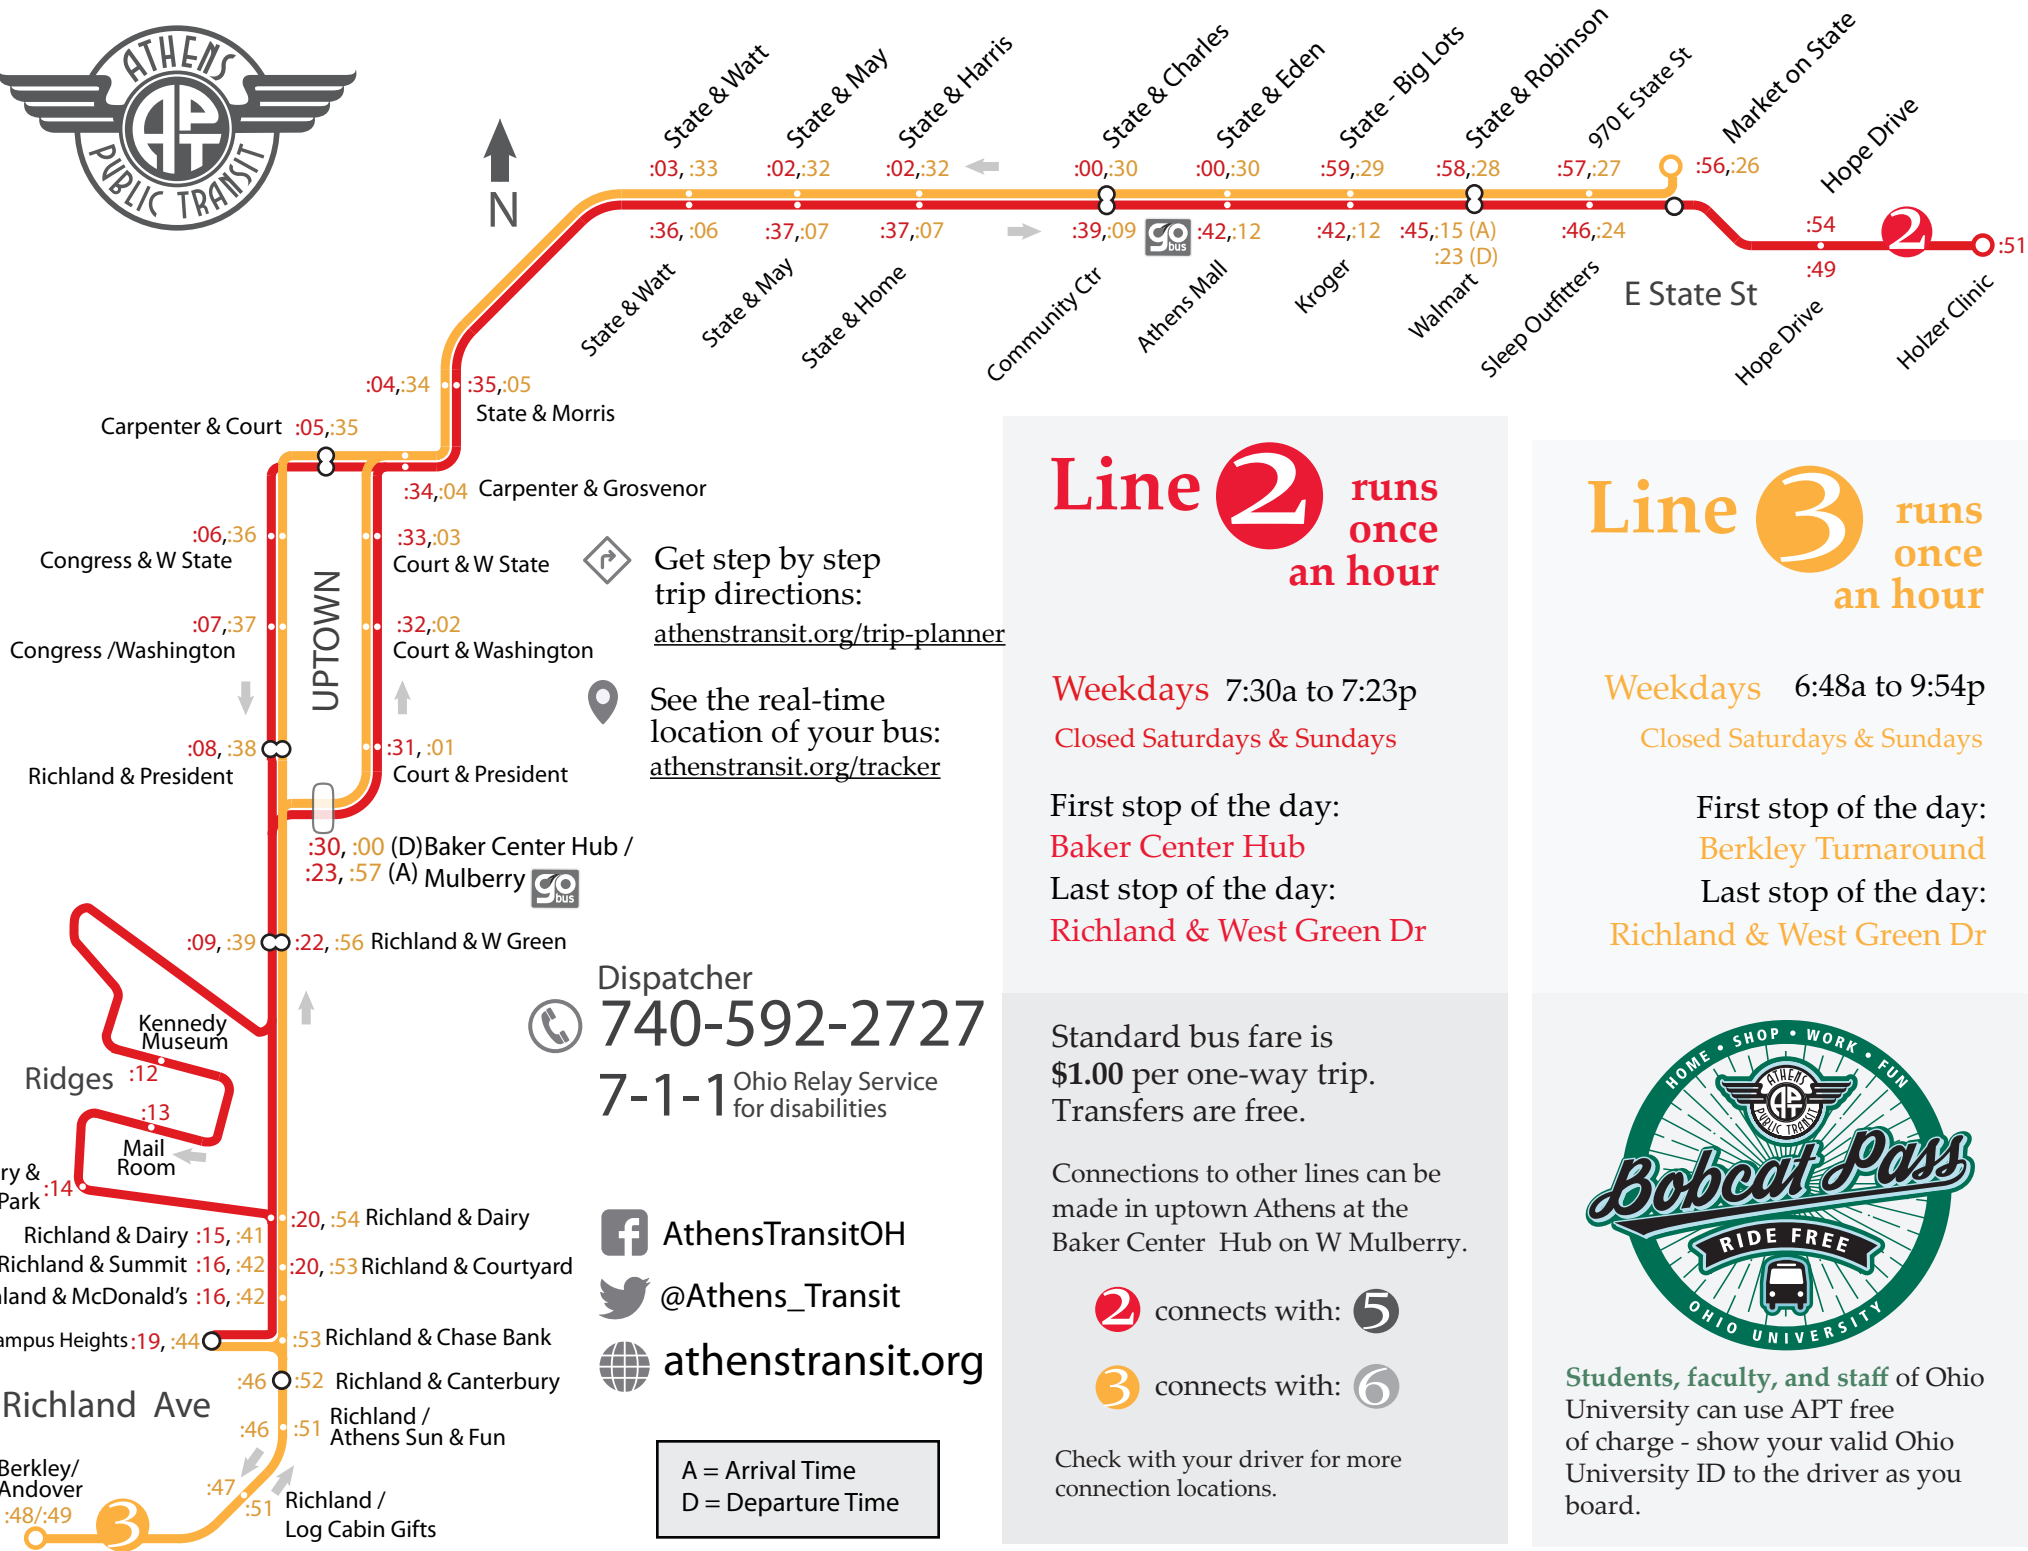 ATHENS
APT
PUBLIC TRANSIT
N
State & Watt
State & May
State & Harris
State & Charles
State & Eden
State - Big Lots
State & Robinson
970 E State St
Market on State
Hope Drive
:03, :33
:02,:32
:02,:32
:00,:30
:00,:30
:59,:29
:58,:28
:57,:27
:56,:26
:54
2
:51
:36, :06
:37,:07
:37,:07
:39,:09
go bus
:42,:12
:42,:12
:45,:15 (A)
:23 (D)
:46,:24
:49
State & Watt
State & May
State & Home
Community Ctr
Athens Mall
Kroger
Walmart
Sleep Outfitters
E State St
Hope Drive
Holzer Clinic
:04,:34
:35,:05
State & Morris
Carpenter & Court :05,:35
:34,:04 Carpenter & Grosvenor
:06,:36
Congress & W State
:33,:03
Court & W State
:07,:37
Congress /Washington
:32,:02
Court & Washington
UPTOWN
:08, :38
Richland & President
:31, :01
Court & President
:30, :00 (D) Baker Center Hub /
:23, :57 (A) Mulberry go bus
:09, :39
:22, :56 Richland & W Green
Kennedy
Museum
Ridges :12
:13
Mail
Room
ry &
Park :14
:20, :54 Richland & Dairy
Richland & Dairy :15, :41
Richland & Summit :16, :42
:20, :53 Richland & Courtyard
land & McDonald's :16, :42
ampus Heights :19, :44
:53 Richland & Chase Bank
:46 :52 Richland & Canterbury
Richland Ave
:46 :51 Richland /
Athens Sun & Fun
Berkley/
Andover
:48/:49
3
:47
:51 Richland /
Log Cabin Gifts
Get step by step
trip directions:
athenstransit.org/trip-planner
See the real-time
location of your bus:
athenstransit.org/tracker
Dispatcher
740-592-2727
7-1-1 Ohio Relay Service
for disabilities
AthensTransitOH
@Athens_Transit
athenstransit.org
A = Arrival Time
D = Departure Time
Line 2 runs
once
an hour
Weekdays 7:30a to 7:23p
Closed Saturdays & Sundays
First stop of the day:
Baker Center Hub
Last stop of the day:
Richland & West Green Dr
Standard bus fare is
$1.00 per one-way trip.
Transfers are free.
Connections to other lines can be
made in uptown Athens at the
Baker Center Hub on W Mulberry.
2 connects with: 5
3 connects with: 6
Check with your driver for more
connection locations.
Line 3 runs
once
an hour
Weekdays 6:48a to 9:54p
Closed Saturdays & Sundays
First stop of the day:
Berkley Turnaround
Last stop of the day:
Richland & West Green Dr
HOME • SHOP • WORK • FUN
ATHENS
APT
PUBLIC TRANSIT
Bobcat Pass
RIDE FREE
OHIO UNIVERSITY
Students, faculty, and staff of Ohio
University can use APT free
of charge - show your valid Ohio
University ID to the driver as you
board.